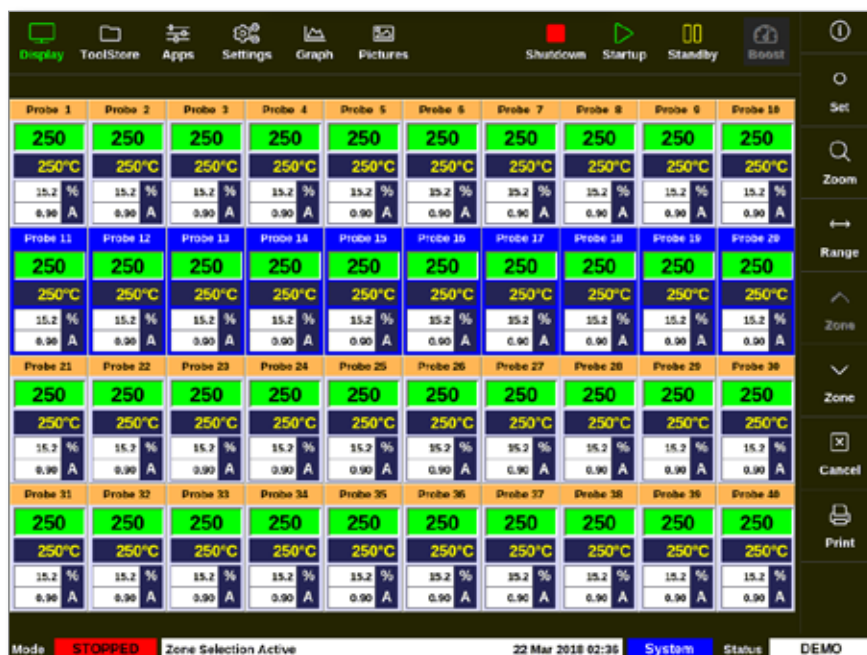 Display ToolStore Apps Settings Graph Pictures Shutdown Startup Standby Boost
Set
Zoom
Range
Zone
Zone
Cancel
Print
Probe 1 Probe 2 Probe 3 Probe 4 Probe 5 Probe 6 Probe 7 Probe 8 Probe 9 Probe 10
250 250 250 250 250 250 250 250 250 250
250°C 250°C 250°C 250°C 250°C 250°C 250°C 250°C 250°C 250°C
15.2 % 15.2 % 15.2 % 15.2 % 15.2 % 15.2 % 15.2 % 15.2 % 15.2 % 15.2 %
0.90 A 0.90 A 0.90 A 0.90 A 0.90 A 0.90 A 0.90 A 0.90 A 0.90 A 0.90 A
Probe 11 Probe 12 Probe 13 Probe 14 Probe 15 Probe 16 Probe 17 Probe 18 Probe 19 Probe 20
250 250 250 250 250 250 250 250 250 250
250°C 250°C 250°C 250°C 250°C 250°C 250°C 250°C 250°C 250°C
15.2 % 15.2 % 15.2 % 15.2 % 15.2 % 15.2 % 15.2 % 15.2 % 15.2 % 15.2 %
0.90 A 0.90 A 0.90 A 0.90 A 0.90 A 0.90 A 0.90 A 0.90 A 0.90 A 0.90 A
Probe 21 Probe 22 Probe 23 Probe 24 Probe 25 Probe 26 Probe 27 Probe 28 Probe 29 Probe 30
250 250 250 250 250 250 250 250 250 250
250°C 250°C 250°C 250°C 250°C 250°C 250°C 250°C 250°C 250°C
15.2 % 15.2 % 15.2 % 15.2 % 15.2 % 15.2 % 15.2 % 15.2 % 15.2 % 15.2 %
0.90 A 0.90 A 0.90 A 0.90 A 0.90 A 0.90 A 0.90 A 0.90 A 0.90 A 0.90 A
Probe 31 Probe 32 Probe 33 Probe 34 Probe 35 Probe 36 Probe 37 Probe 38 Probe 39 Probe 40
250 250 250 250 250 250 250 250 250 250
250°C 250°C 250°C 250°C 250°C 250°C 250°C 250°C 250°C 250°C
15.2 % 15.2 % 15.2 % 15.2 % 15.2 % 15.2 % 15.2 % 15.2 % 15.2 % 15.2 %
0.90 A 0.90 A 0.90 A 0.90 A 0.90 A 0.90 A 0.90 A 0.90 A 0.90 A 0.90 A
Mode STOPPED Zone Selection Active 22 Mar 2018 02:36 System Status DEMO